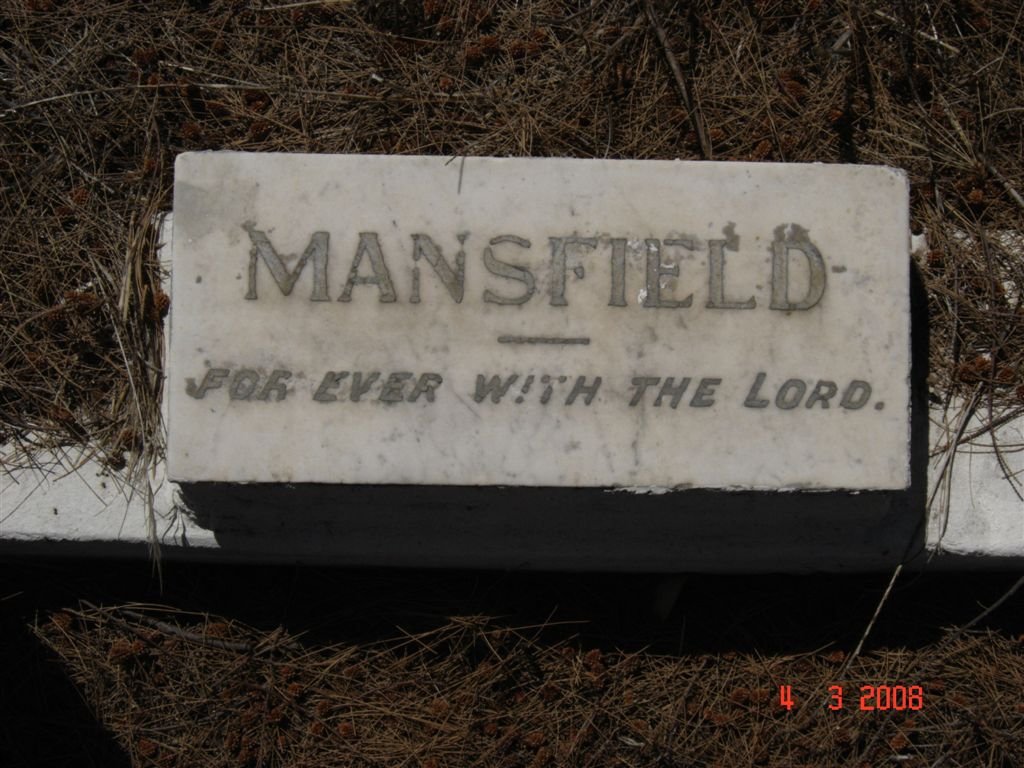 MANSFIELD
FOR EVER WITH THE LORD.
4 3 2008